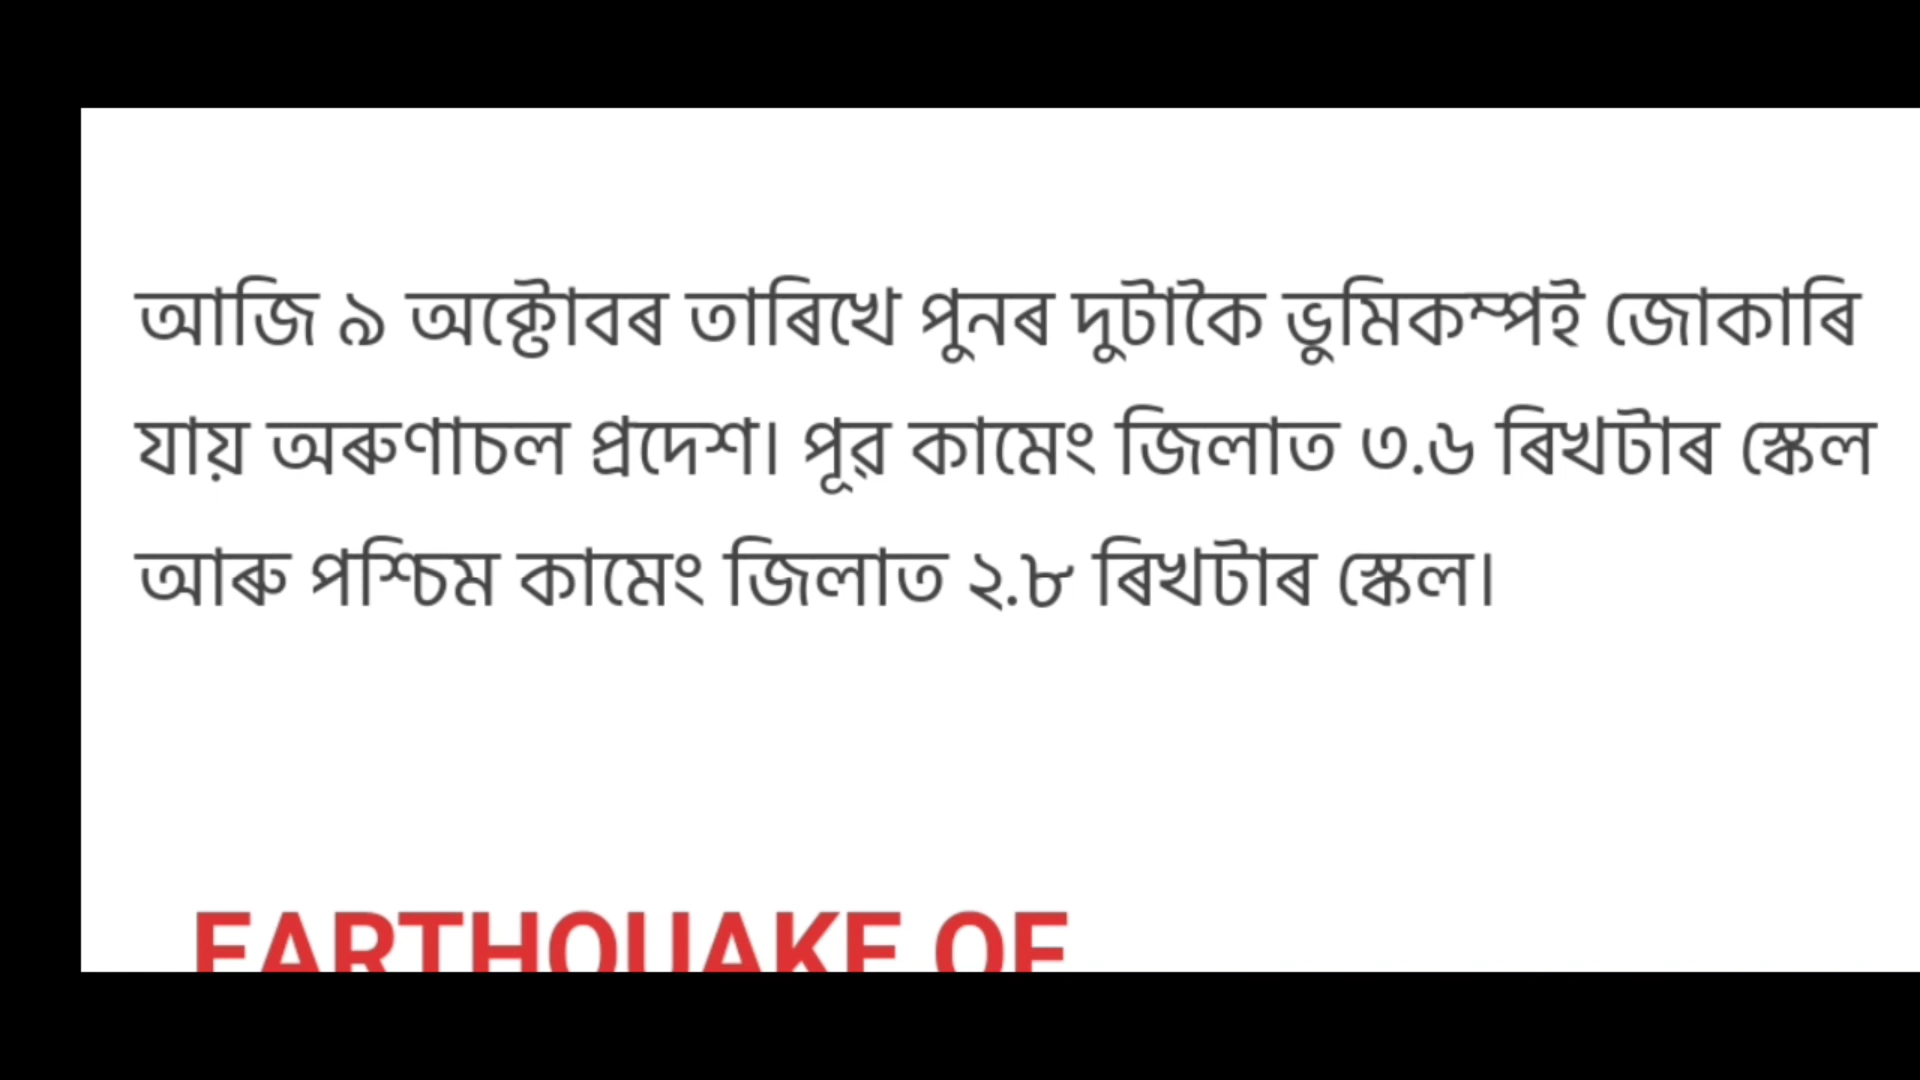 আজি ৯ অক্টোবৰ তাৰিখে পুনৰ দুটাকৈ ভুমিকম্পই জোকাৰি
যায় অৰুণাচল প্ৰদেশ। পূৱ কামেং জিলাত ৩.৬ ৰিখটাৰ স্কেল
আৰু পশ্চিম কামেং জিলাত ২.৮ ৰিখটাৰ স্কেল।
EARTHQUAKE OF